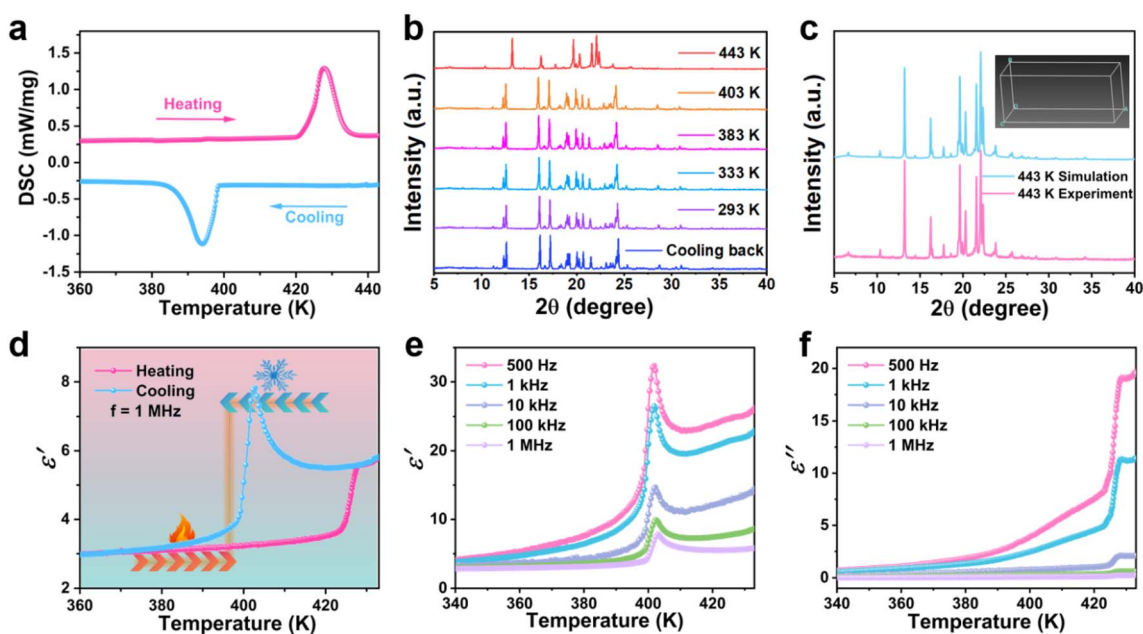 a
DSC (mW/mg)
1.5
1.0
0.5
0.0
-0.5
-1.0
-1.5
Heating
Cooling
360
380
400
420
440
Temperature (K)
b
Intensity (a.u.)
443 K
403 K
383 K
333 K
293 K
Cooling back
5
10
15
20
25
30
35
40
2θ (degree)
c
Intensity (a.u.)
443 K Simulation
443 K Experiment
5
10
15
20
25
30
35
40
2θ (degree)
d
ε′
8
6
4
2
Heating
Cooling
f = 1 MHz
360
380
400
420
Temperature (K)
e
ε′
30
20
10
0
500 Hz
1 kHz
10 kHz
100 kHz
1 MHz
340
360
380
400
420
Temperature (K)
f
ε′′
20
15
10
5
0
500 Hz
1 kHz
10 kHz
100 kHz
1 MHz
340
360
380
400
420
Temperature (K)